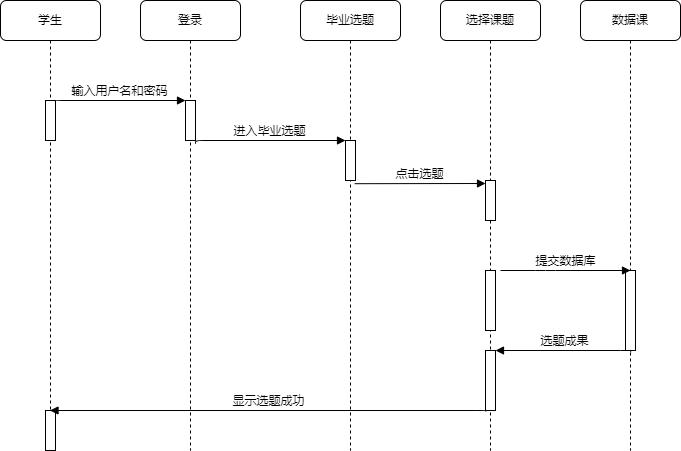 学生
登录
毕业选题
选择课题
数据课
输入用户名和密码
进入毕业选题
点击选题
提交数据库
选题成果
显示选题成功